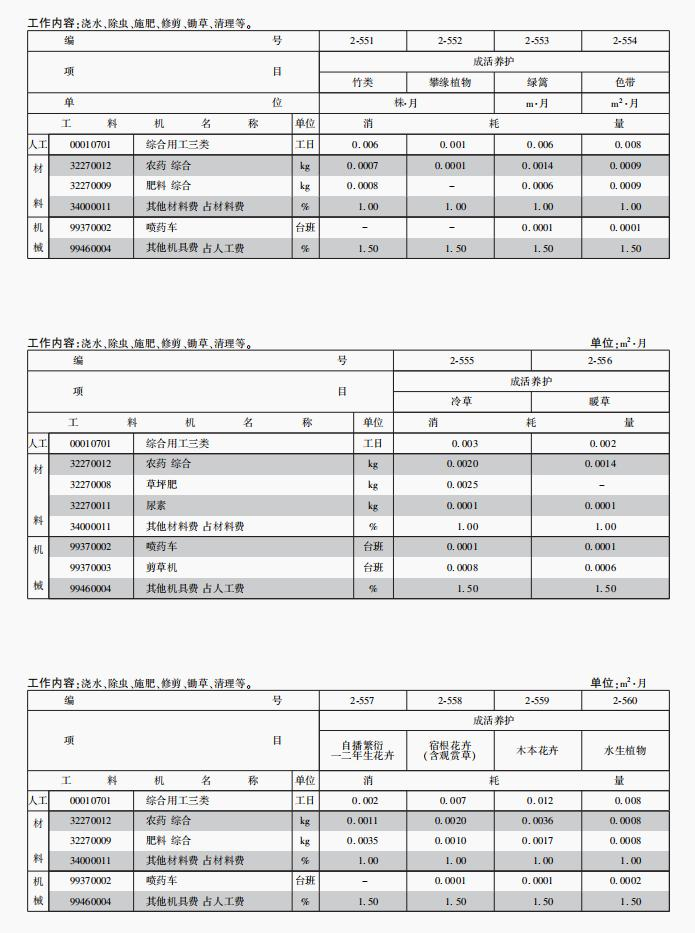 工作内容:浇水、除虫、施肥、修剪、锄草、清理等。
编 号 2-551 2-552 2-553 2-554
项 目 成活养护
竹类 攀缘植物 绿篱 色带
单 位 株·月 m·月 m²·月
工 料 机 名 称 单位 消 耗 量
人工 00010701 综合用工三类 工日 0.006 0.001 0.006 0.008
材 32270012 农药 综合 kg 0.0007 0.0001 0.0014 0.0009
32270009 肥料 综合 kg 0.0008 - 0.0006 0.0009
料 34000011 其他材料费 占材料费 % 1.00 1.00 1.00 1.00
机 99370002 喷药车 台班 - - 0.0001 0.0001
械 99460004 其他机具费 占人工费 % 1.50 1.50 1.50 1.50
工作内容:浇水、除虫、施肥、修剪、锄草、清理等。 单位:m²·月
编 号 2-555 2-556
项 目 成活养护
冷草 暖草
工 料 机 名 称 单位 消 耗 量
人工 00010701 综合用工三类 工日 0.003 0.002
材 32270012 农药 综合 kg 0.0020 0.0014
32270008 草坪肥 kg 0.0025 -
32270011 尿素 kg 0.0001 0.0001
料 34000011 其他材料费 占材料费 % 1.00 1.00
机 99370002 喷药车 台班 0.0001 0.0001
99370003 剪草机 台班 0.0008 0.0006
械 99460004 其他机具费 占人工费 % 1.50 1.50
工作内容:浇水、除虫、施肥、修剪、锄草、清理等。 单位:m²·月
编 号 2-557 2-558 2-559 2-560
项 目 成活养护
自播繁衍 宿根花卉 木本花卉 水生植物
一二年生花卉 (含观赏草)
工 料 机 名 称 单位 消 耗 量
人工 00010701 综合用工三类 工日 0.002 0.007 0.012 0.008
材 32270012 农药 综合 kg 0.0011 0.0020 0.0036 0.0008
32270009 肥料 综合 kg 0.0035 0.0010 0.0017 0.0008
料 34000011 其他材料费 占材料费 % 1.00 1.00 1.00 1.00
机 99370002 喷药车 台班 - 0.0001 0.0001 0.0002
械 99460004 其他机具费 占人工费 % 1.50 1.50 1.50 1.50